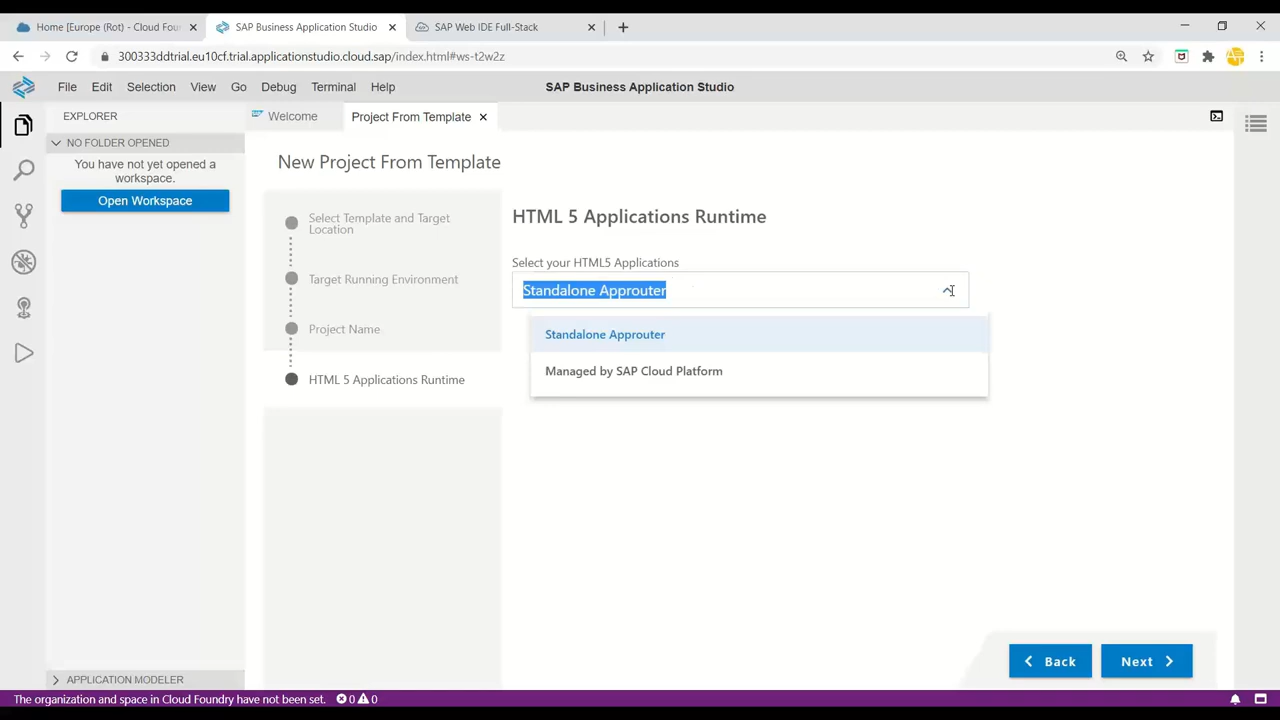 Home [Europe (Rot) - Cloud Foun
SAP Business Application Studio
SAP Web IDE Full-Stack
300333ddtrial.eu10cf.trial.applicationstudio.cloud.sap/index.html#ws-t2w2z
File Edit Selection View Go Debug Terminal Help
SAP Business Application Studio
EXPLORER
NO FOLDER OPENED
You have not yet opened a
workspace.
Open Workspace
APPLICATION MODELER
Welcome
Project From Template
New Project From Template
Select Template and Target
Location
Target Running Environment
Project Name
HTML 5 Applications Runtime
HTML 5 Applications Runtime
Select your HTML5 Applications
Standalone Approuter
Standalone Approuter
Managed by SAP Cloud Platform
Back
Next
The organization and space in Cloud Foundry have not been set. 0 0